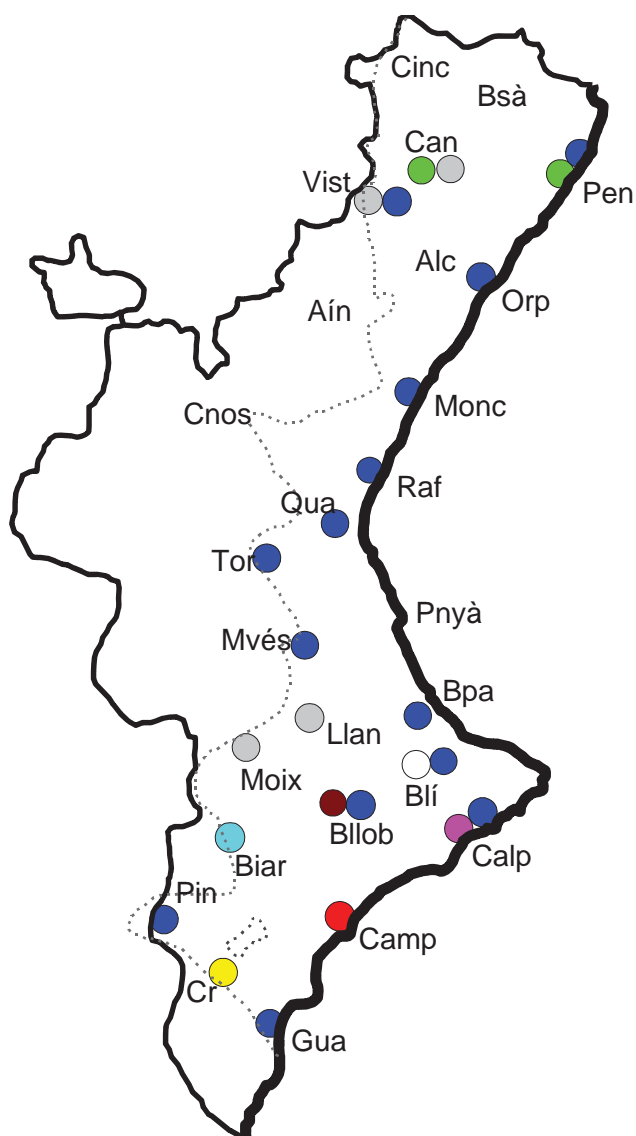 Cinc
Bsà
Can
Vist
Pen
Alc
Orp
Aín
Monc
Cnos
Raf
Qua
Tor
Pnyà
Mvés
Bpa
Llan
Moix
Blí
Bllob
Calp
Biar
Pin
Camp
Cr
Gua